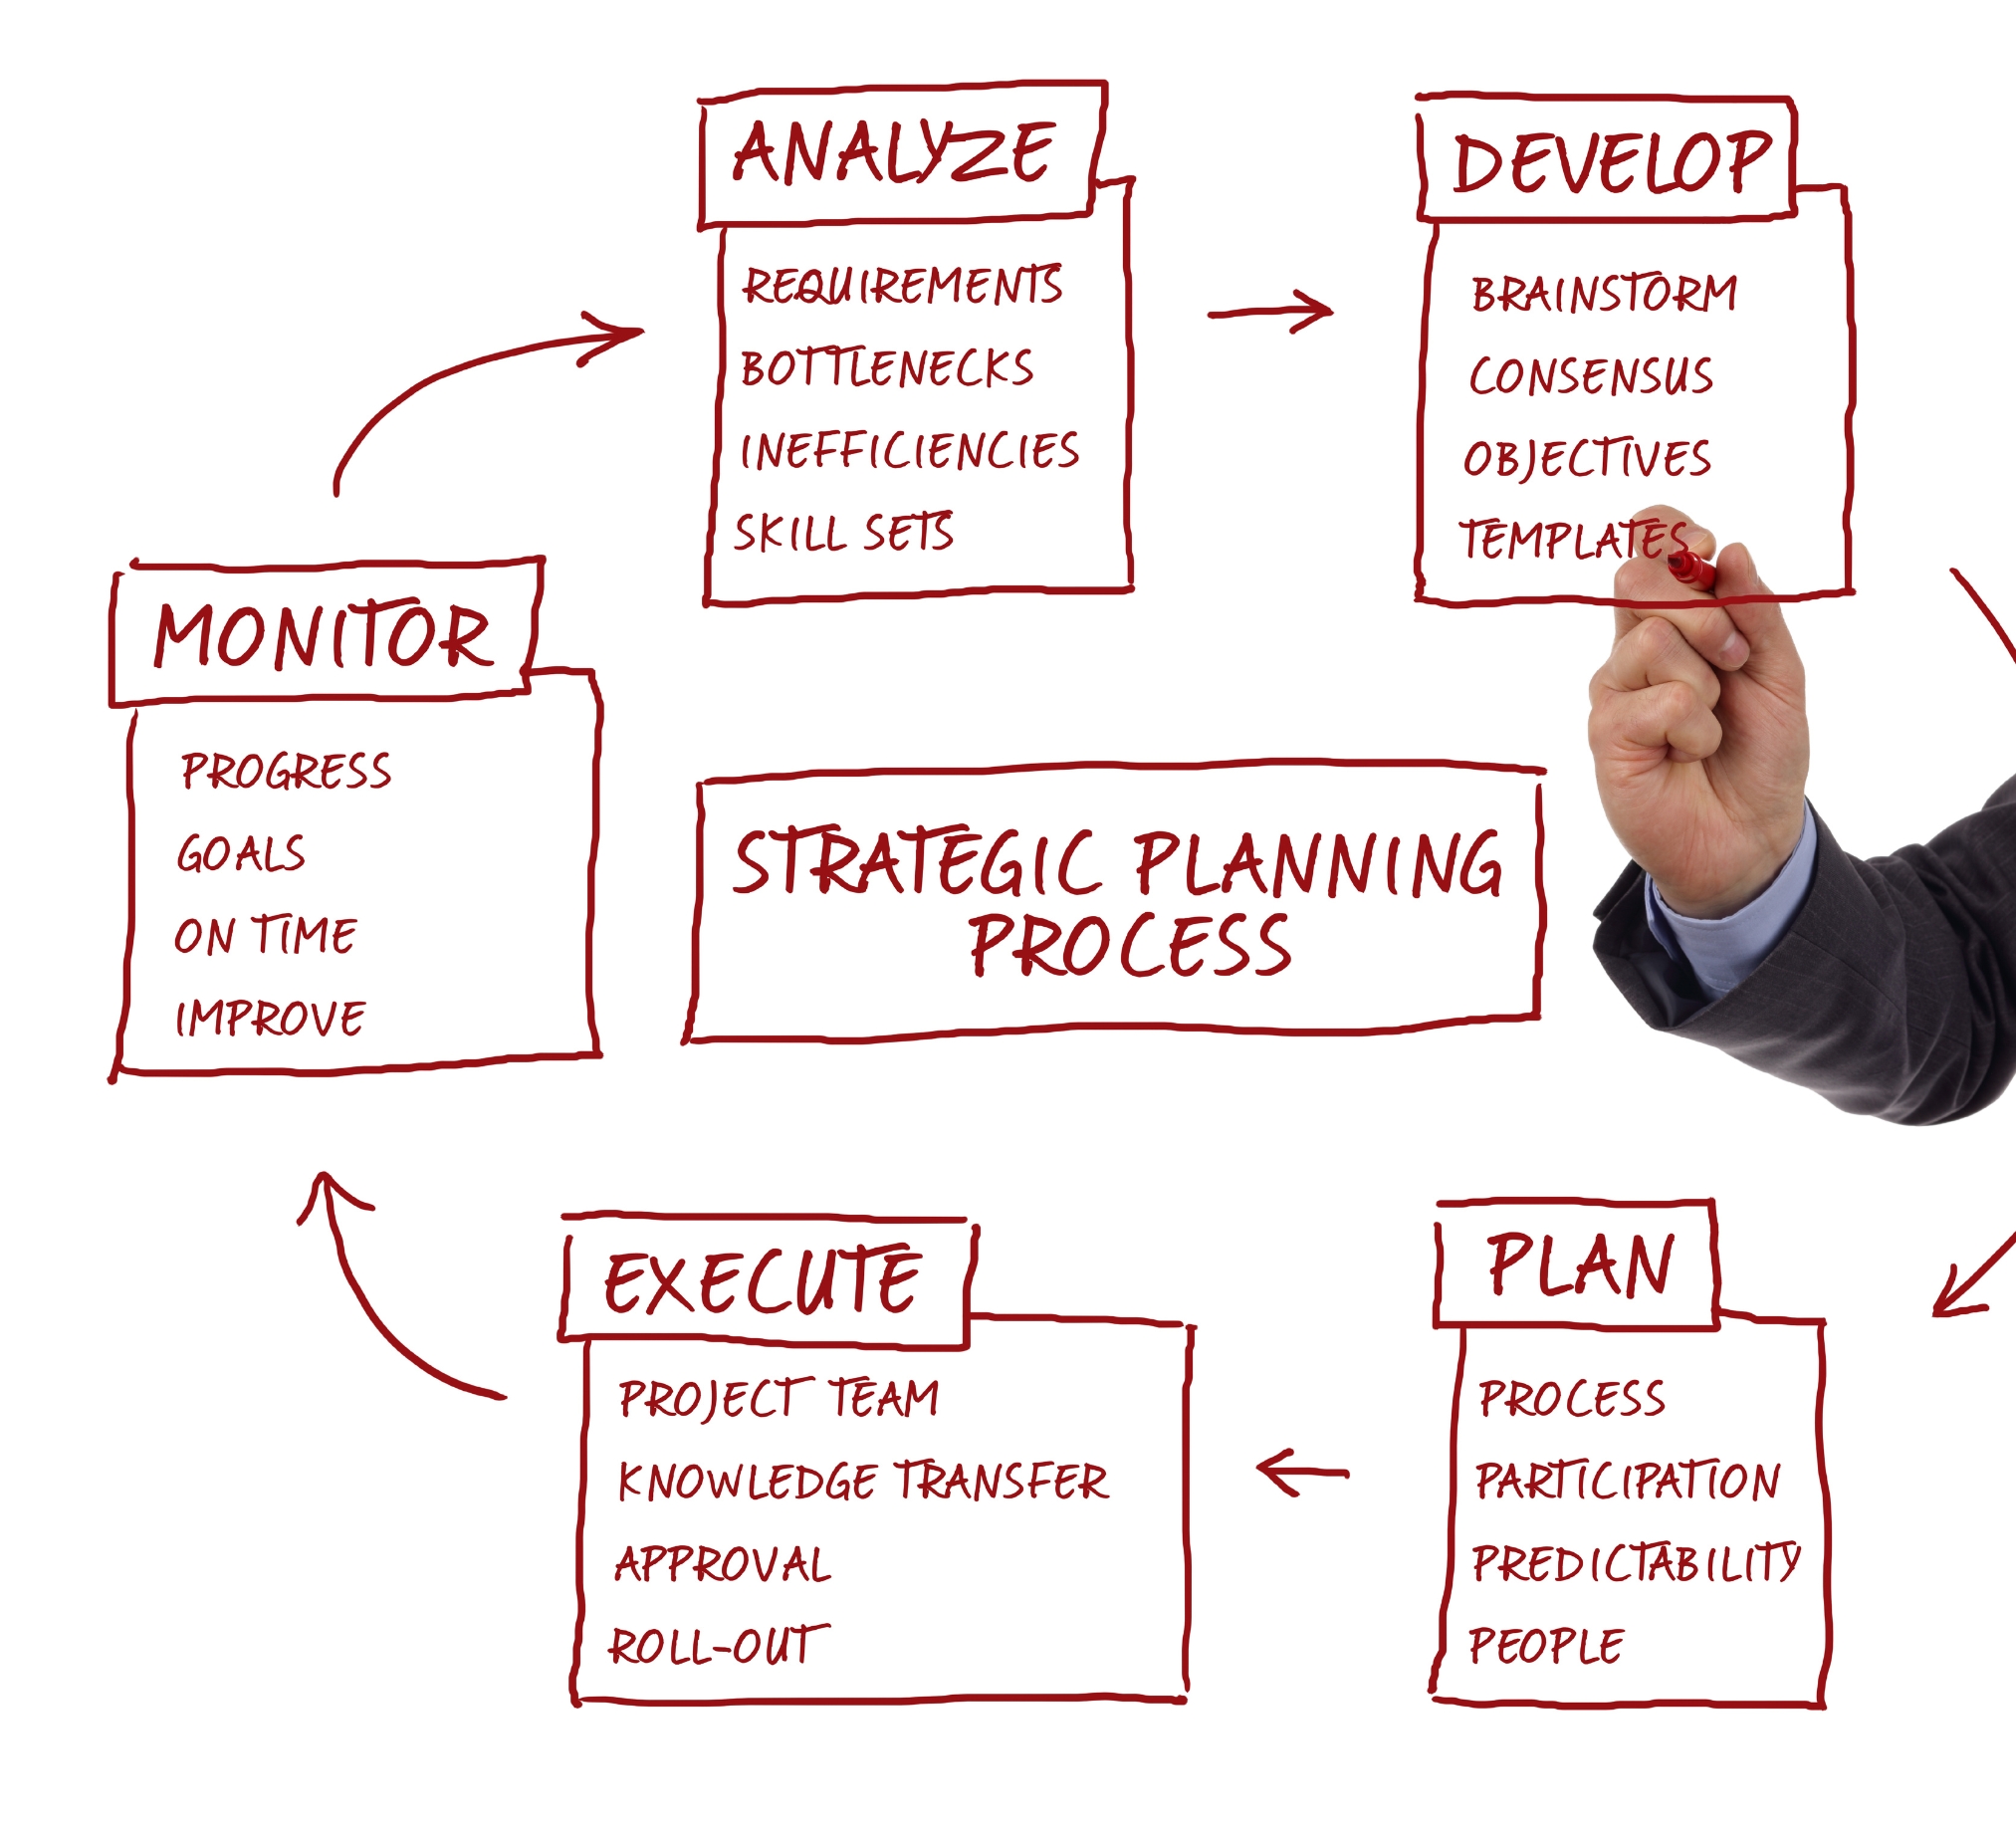 ANALYZE
REQUIREMENTS
BOTTLENECKS
INEFFICIENCIES
SKILL SETS
DEVELOP
BRAINSTORM
CONSENSUS
OBJECTIVES
TEMPLATES
MONITOR
PROGRESS
GOALS
ON TIME
IMPROVE
STRATEGIC PLANNING
PROCESS
EXECUTE
PROJECT TEAM
KNOWLEDGE TRANSFER
APPROVAL
ROLL-OUT
PLAN
PROCESS
PARTICIPATION
PREDICTABILITY
PEOPLE